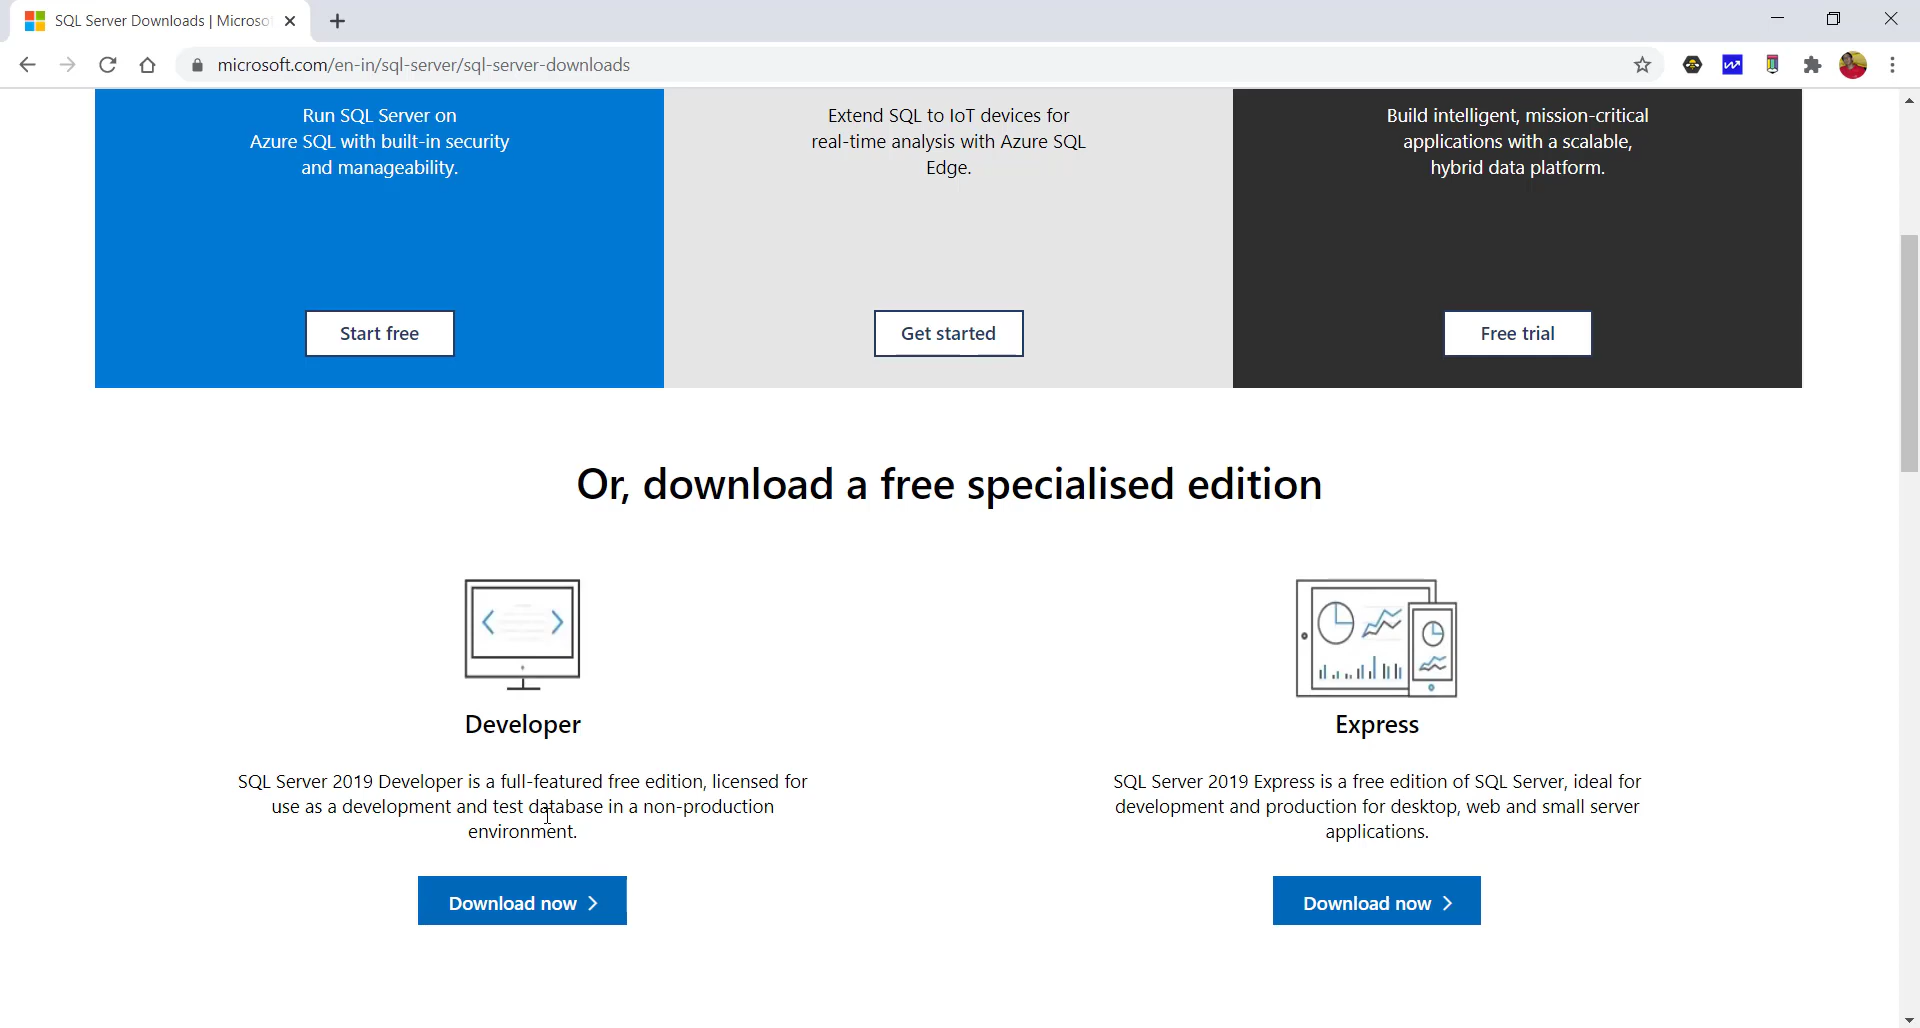 SQL Server Downloads | Microso
microsoft.com/en-in/sql-server/sql-server-downloads
Run SQL Server on
Azure SQL with built-in security
and manageability.
Start free
Extend SQL to IoT devices for
real-time analysis with Azure SQL
Edge.
Get started
Build intelligent, mission-critical
applications with a scalable,
hybrid data platform.
Free trial
Or, download a free specialised edition
Developer
SQL Server 2019 Developer is a full-featured free edition, licensed for
use as a development and test database in a non-production
environment.
Download now
Express
SQL Server 2019 Express is a free edition of SQL Server, ideal for
development and production for desktop, web and small server
applications.
Download now